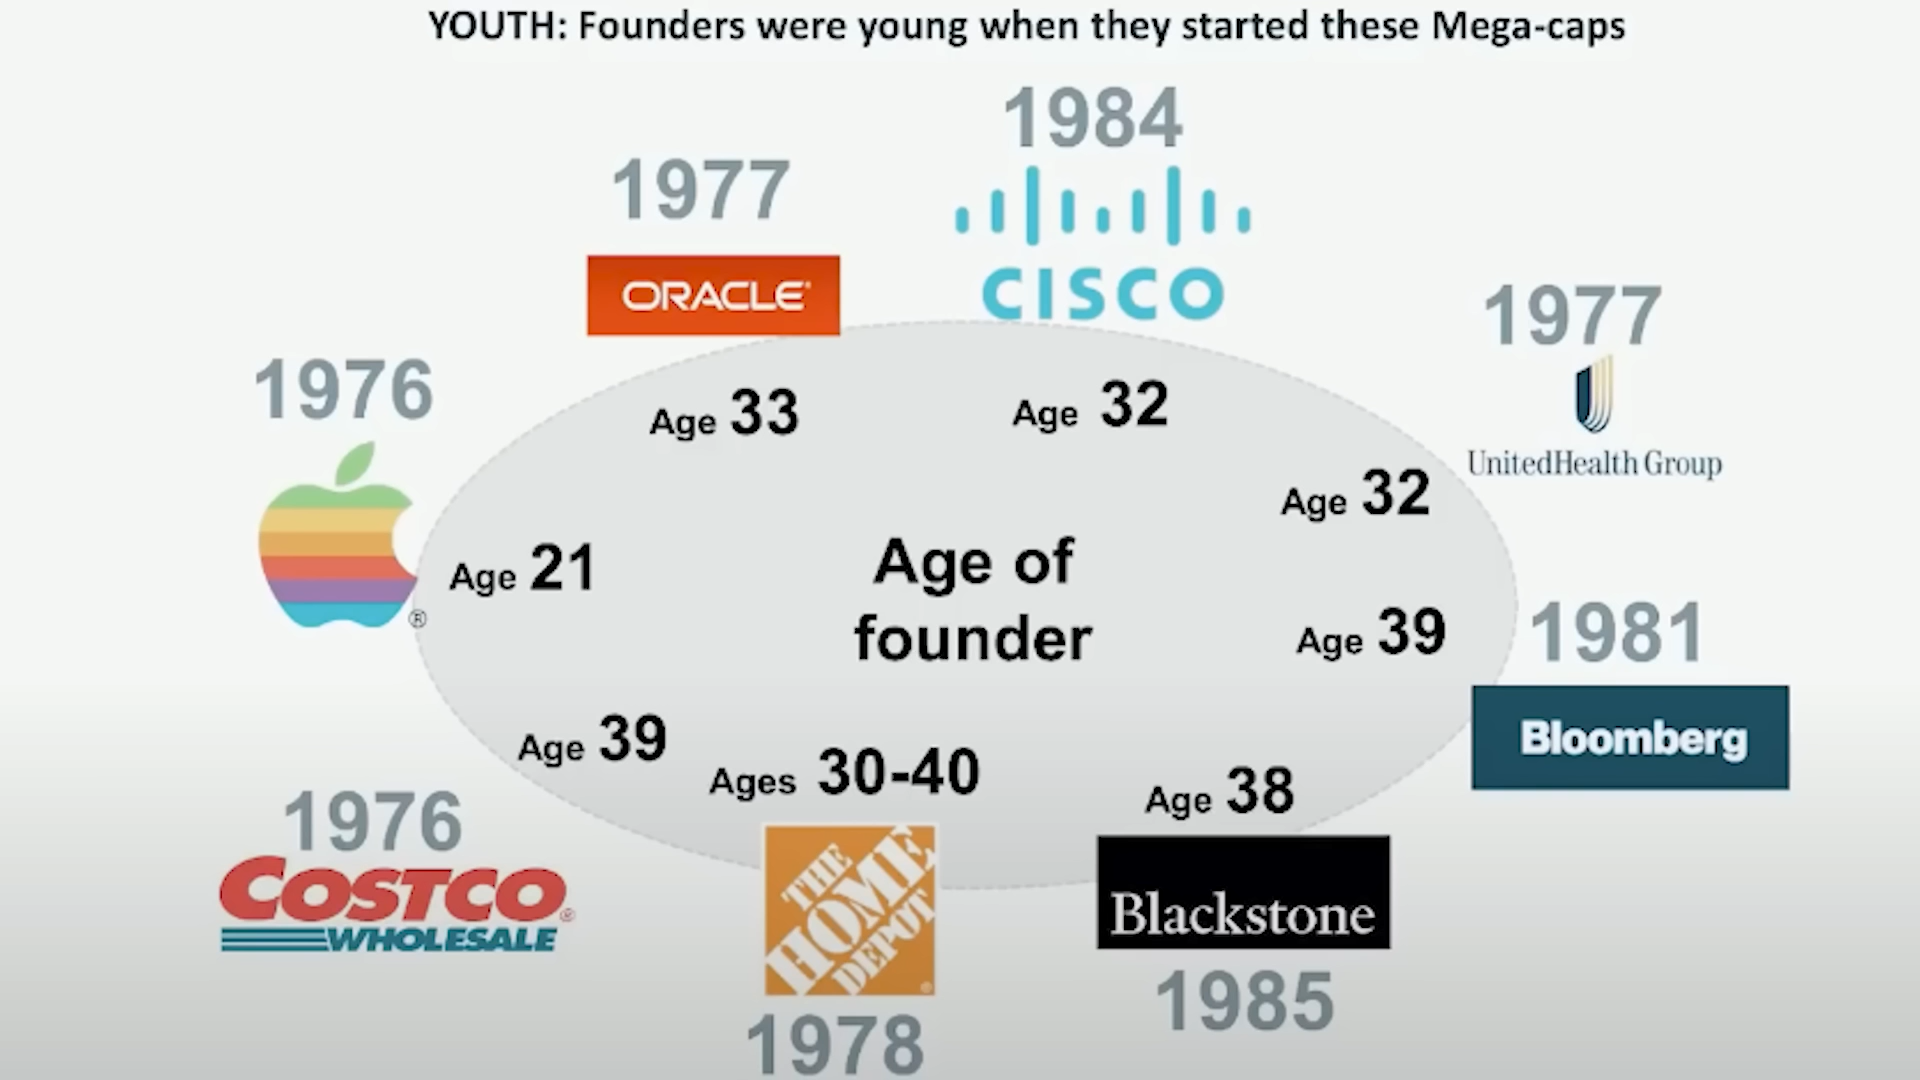 YOUTH: Founders were young when they started these Mega-caps
1984
CISCO
1977
ORACLE®
1977
UnitedHealth Group
1976
®
Age 33
Age 32
Age 32
Age 21
Age of
founder
Age 39
1981
Bloomberg
Age 39
Ages 30-40
Age 38
1976
COSTCO®
WHOLESALE
THE
HOME
DEPOT®
1978
Blackstone
1985